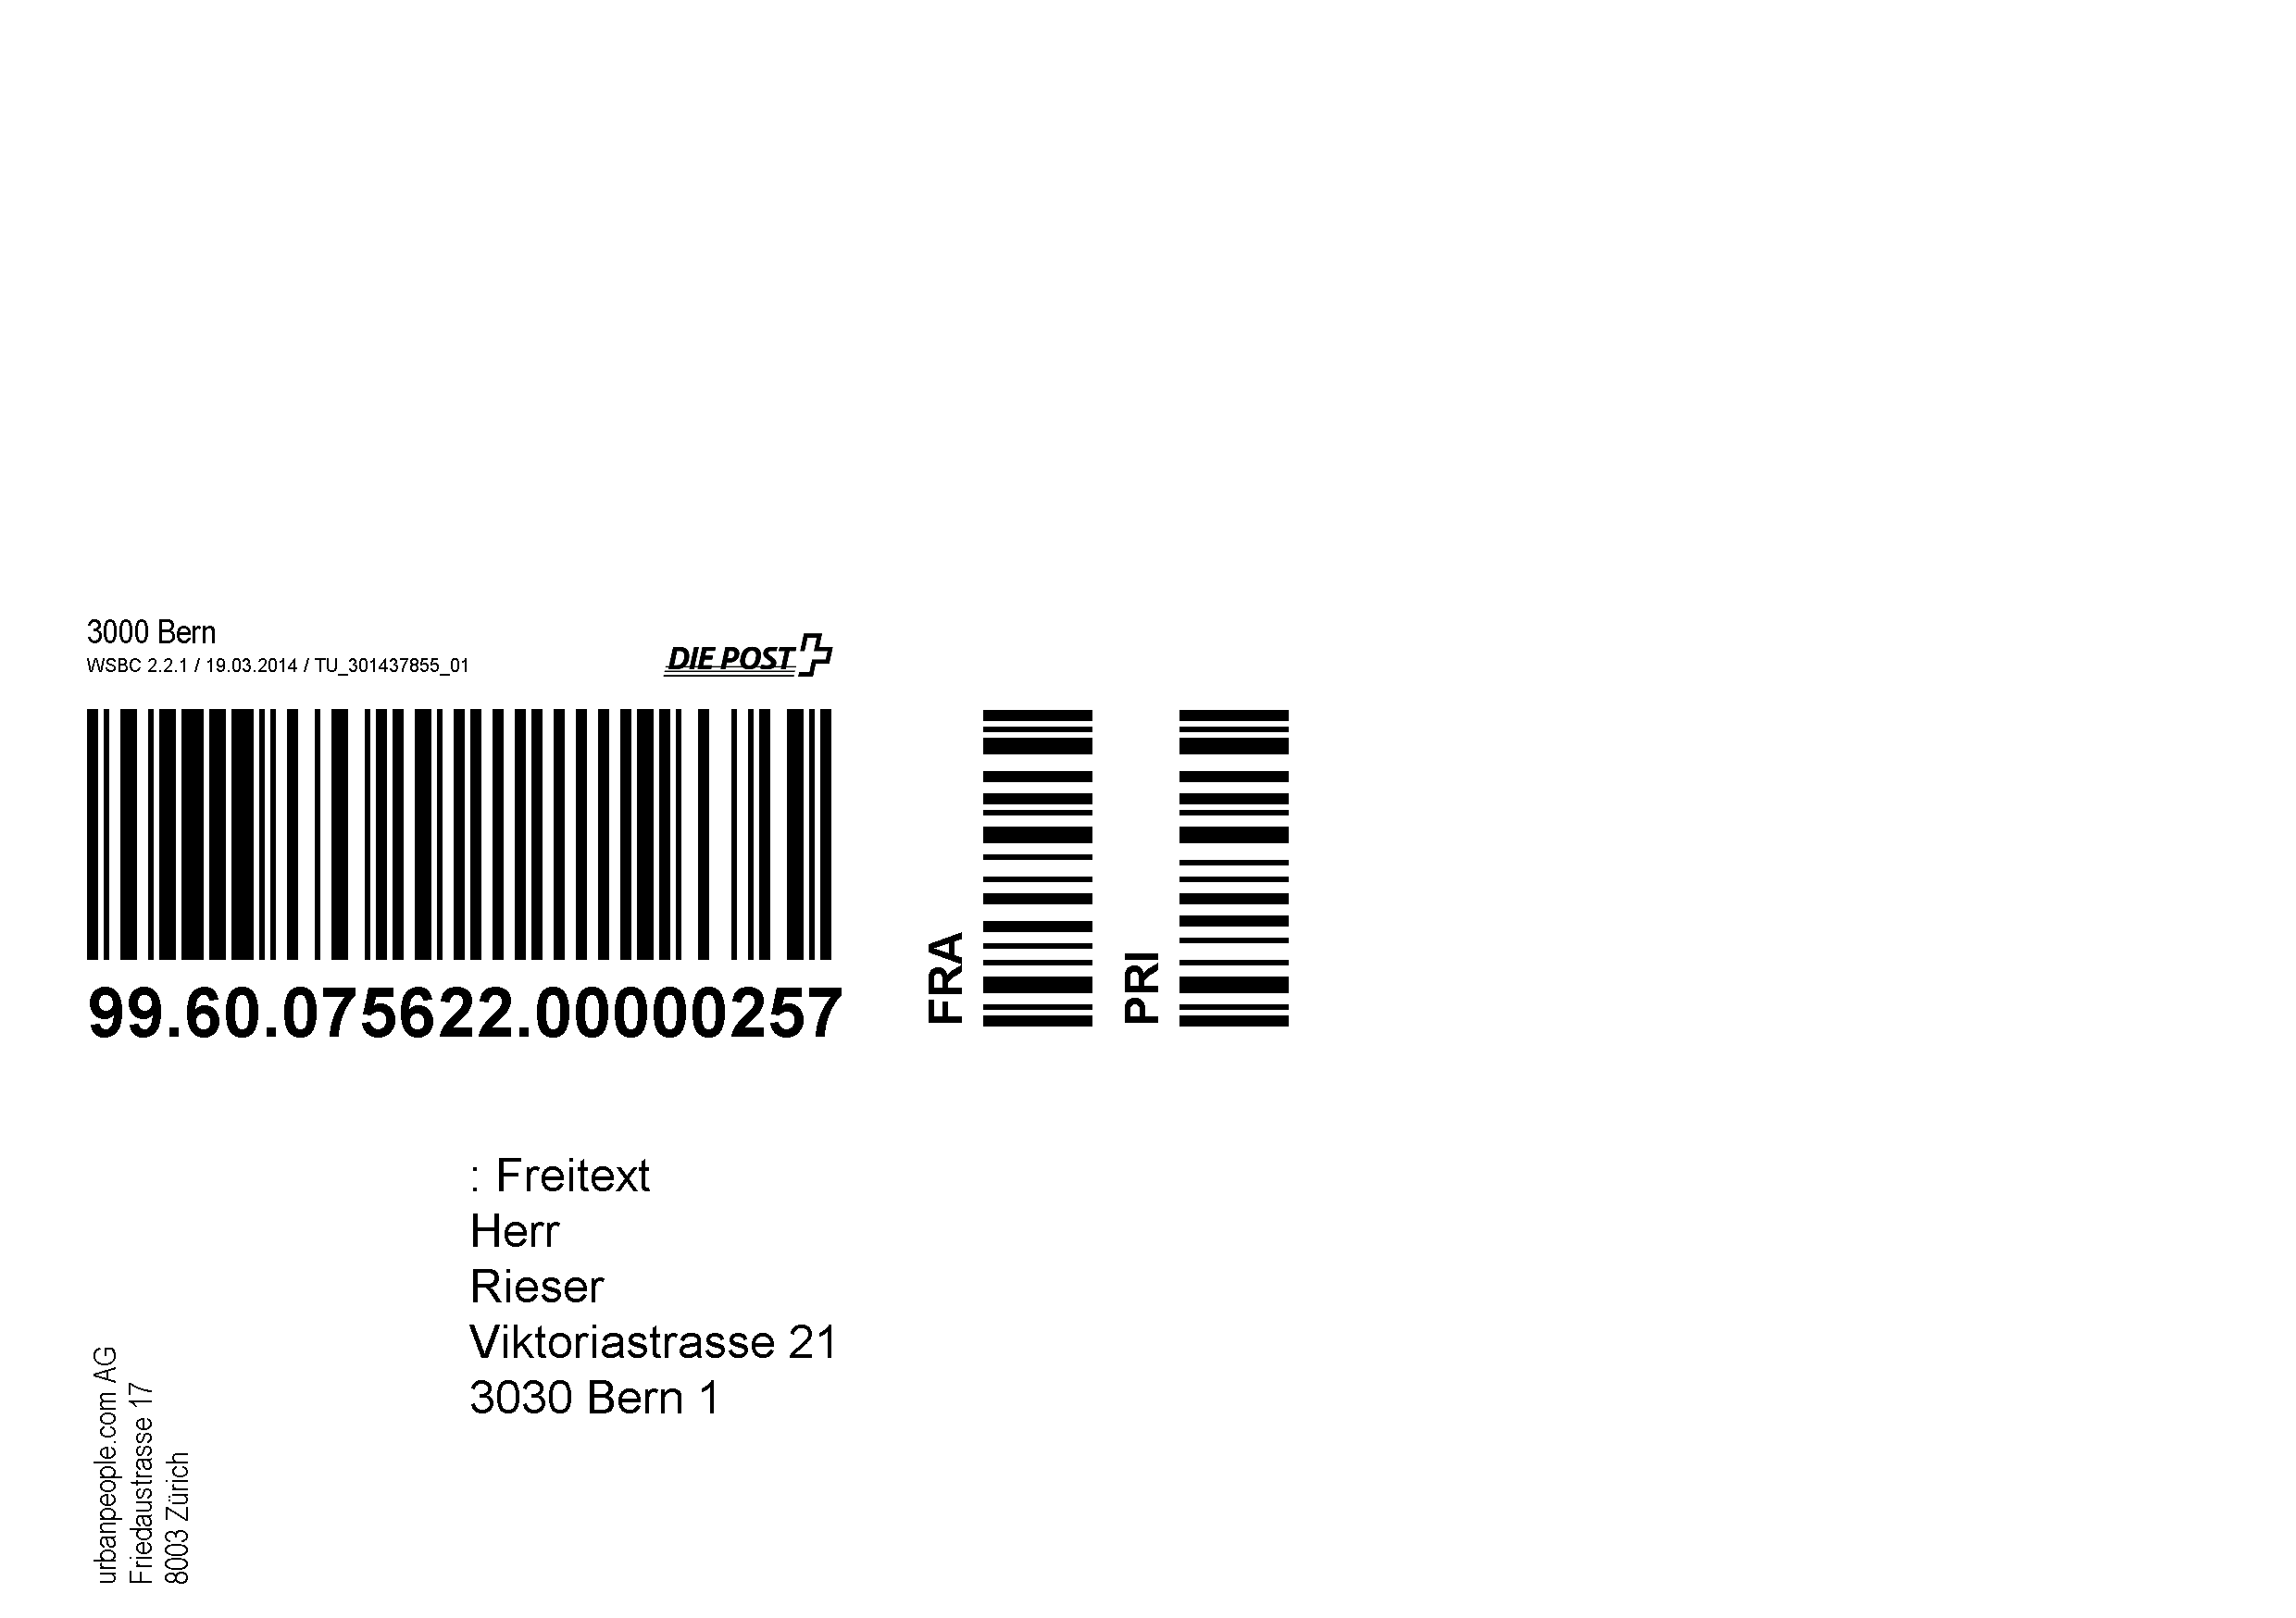 3000 Bern
WSBC 2.2.1 / 19.03.2014 / TU_301437855_01
DIE POST
99.60.075622.00000257
FRA
PRI
: Freitext
Herr
Rieser
Viktoriastrasse 21
3030 Bern 1
urbanpeople.com AG
Friedaustrasse 17
8003 Zürich